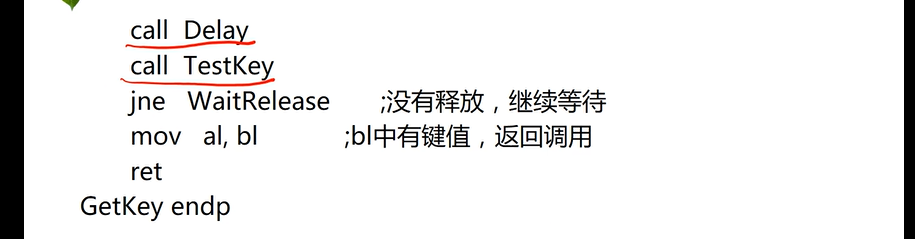 call Delay
call TestKey
jne WaitRelease ;没有释放，继续等待
mov al, bl ;bl中有键值，返回调用
ret
GetKey endp